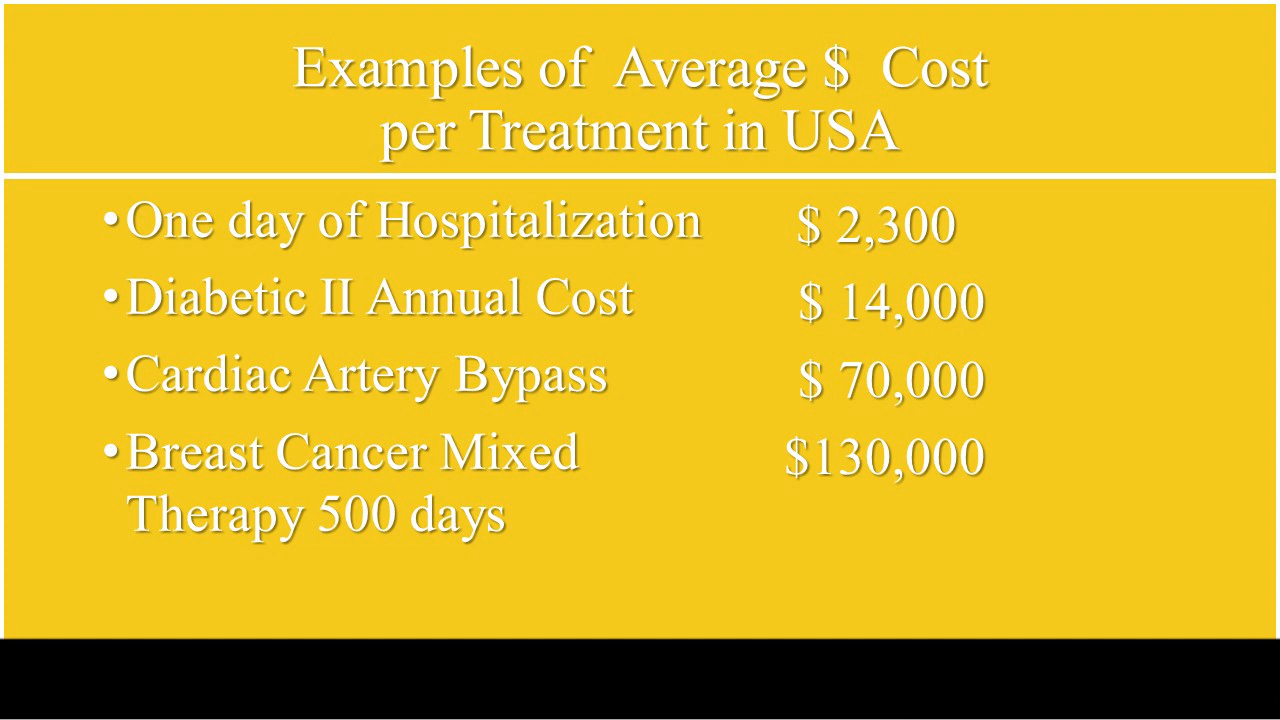 Examples of Average $ Cost
per Treatment in USA
•One day of Hospitalization $ 2,300
•Diabetic II Annual Cost $ 14,000
•Cardiac Artery Bypass $ 70,000
•Breast Cancer Mixed $130,000
Therapy 500 days